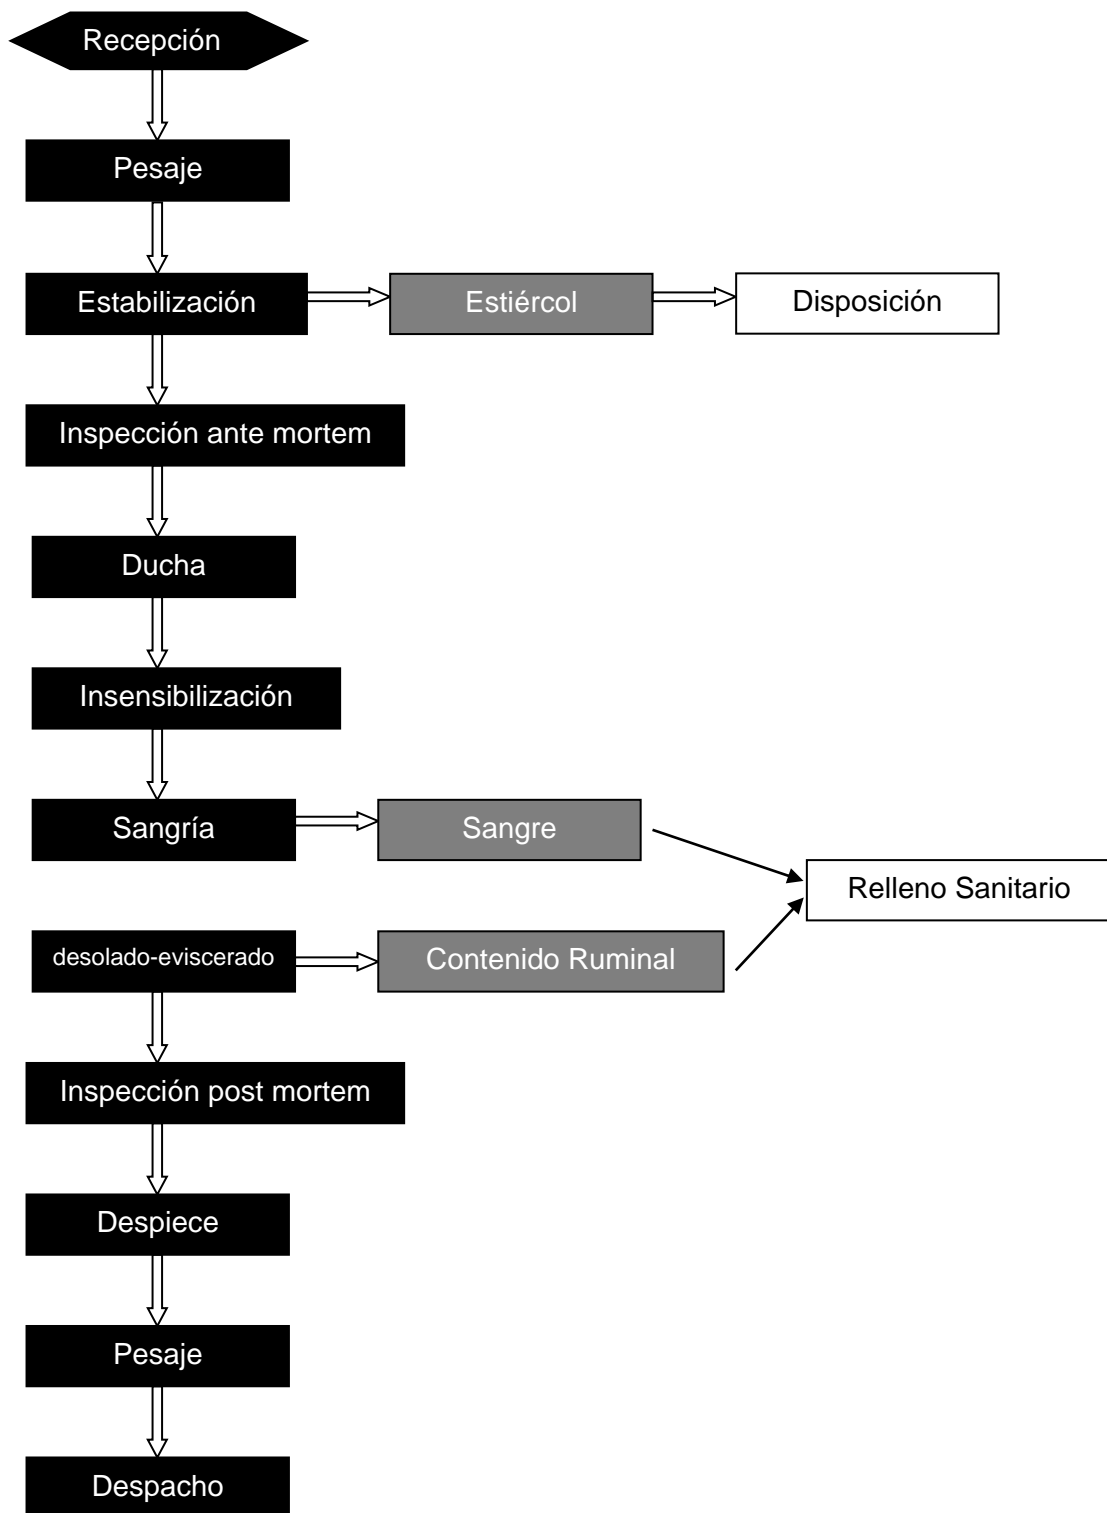 Recepción
Pesaje
Estabilización
Estiércol
Disposición
Inspección ante mortem
Ducha
Insensibilización
Sangría
Sangre
Relleno Sanitario
desolado-eviscerado
Contenido Ruminal
Inspección post mortem
Despiece
Pesaje
Despacho